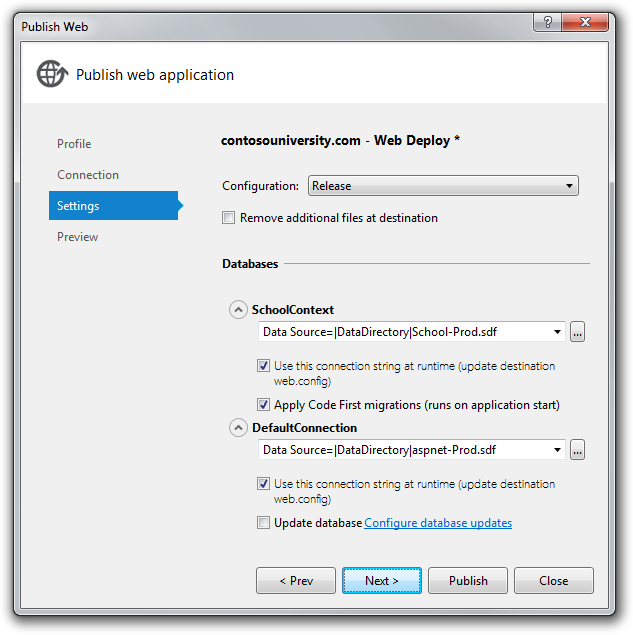 Publish Web
?
Publish web application
Profile
Connection
Settings
Preview
contosouniversity.com - Web Deploy *
Configuration: Release
Remove additional files at destination
Databases
SchoolContext
Data Source=|DataDirectory|School-Prod.sdf ...
Use this connection string at runtime (update destination
web.config)
Apply Code First migrations (runs on application start)
DefaultConnection
Data Source=|DataDirectory|aspnet-Prod.sdf ...
Use this connection string at runtime (update destination
web.config)
Update database Configure database updates
< Prev Next > Publish Close